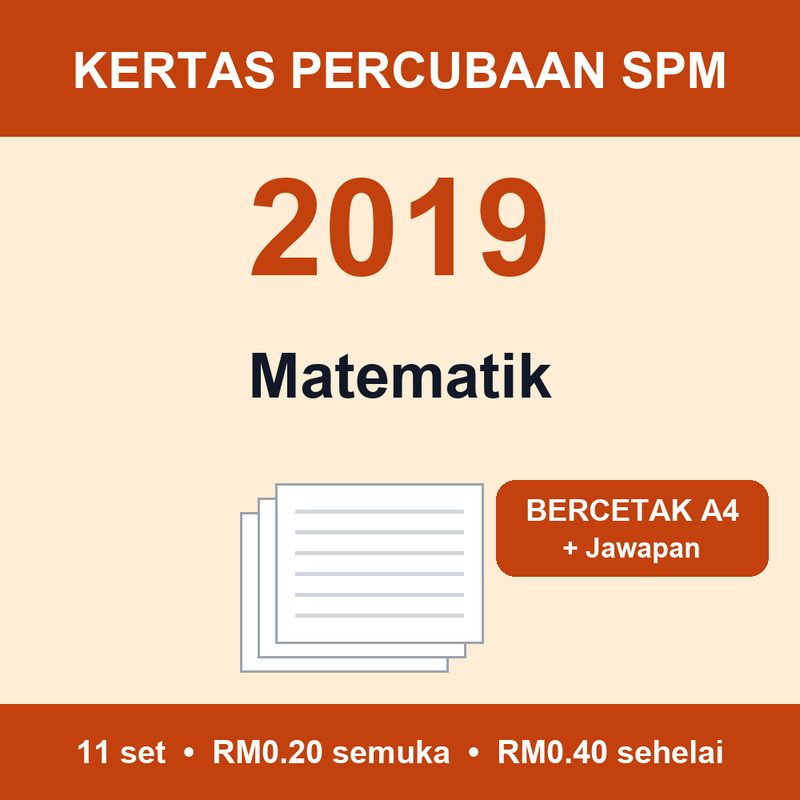 KERTAS PERCUBAAN SPM
2019
Matematik
BERCETAK A4
+ Jawapan
11 set • RM0.20 semuka • RM0.40 sehelai